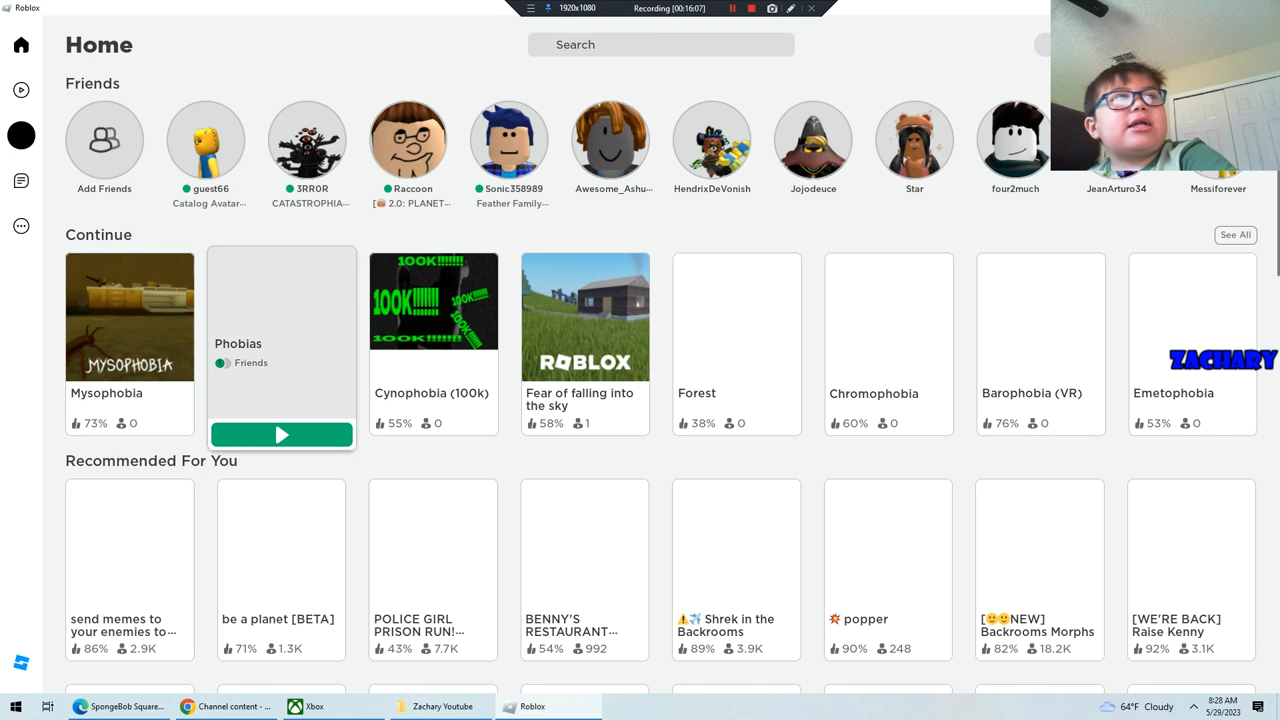 Roblox
1920x1080
Recording [00:16:07]
Home
Search
Friends
Add Friends
guest66
Catalog Avatar...
3RR0R
CATASTROPHIA...
Raccoon
[🎂 2.0: PLANET...
Sonic358989
Feather Family...
Awesome_Ashu...
HendrixDeVonish
Jojodeuce
Star
four2much
JeanArturo34
Messiforever
Continue
See All
100K!!!!!!!
100K!!!!!!!
100K!!!!!!!
100K!!!!!!!
100K!!!!!!!
MYSOPHOBIA
ROBLOX
ZACHARY
Mysophobia
73% 0
Phobias
Friends
Cynophobia (100k)
55% 0
Fear of falling into
the sky
58% 1
Forest
38% 0
Chromophobia
60% 0
Barophobia (VR)
76% 0
Emetophobia
53% 0
Recommended For You
send memes to
your enemies to...
86% 2.9K
be a planet [BETA]
71% 1.3K
POLICE GIRL
PRISON RUN!...
43% 7.7K
BENNY'S
RESTAURANT...
54% 992
⚠️✈️ Shrek in the
Backrooms
89% 3.9K
💥 popper
90% 248
[🙂🙂NEW]
Backrooms Morphs
82% 18.2K
[WE'RE BACK]
Raise Kenny
92% 3.1K
SpongeBob Square...
Channel content - ...
Xbox
Zachary Youtube
Roblox
64°F Cloudy
8:28 AM
5/29/2023